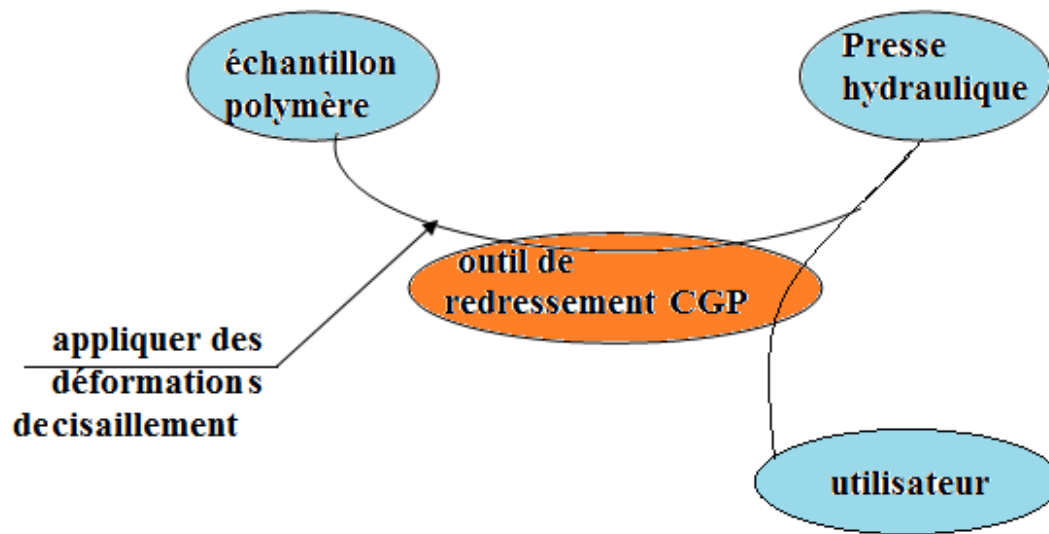 échantillon
polymère
Presse
hydraulique
outil de
redressement CGP
appliquer des
déformations
decisaillement
utilisateur